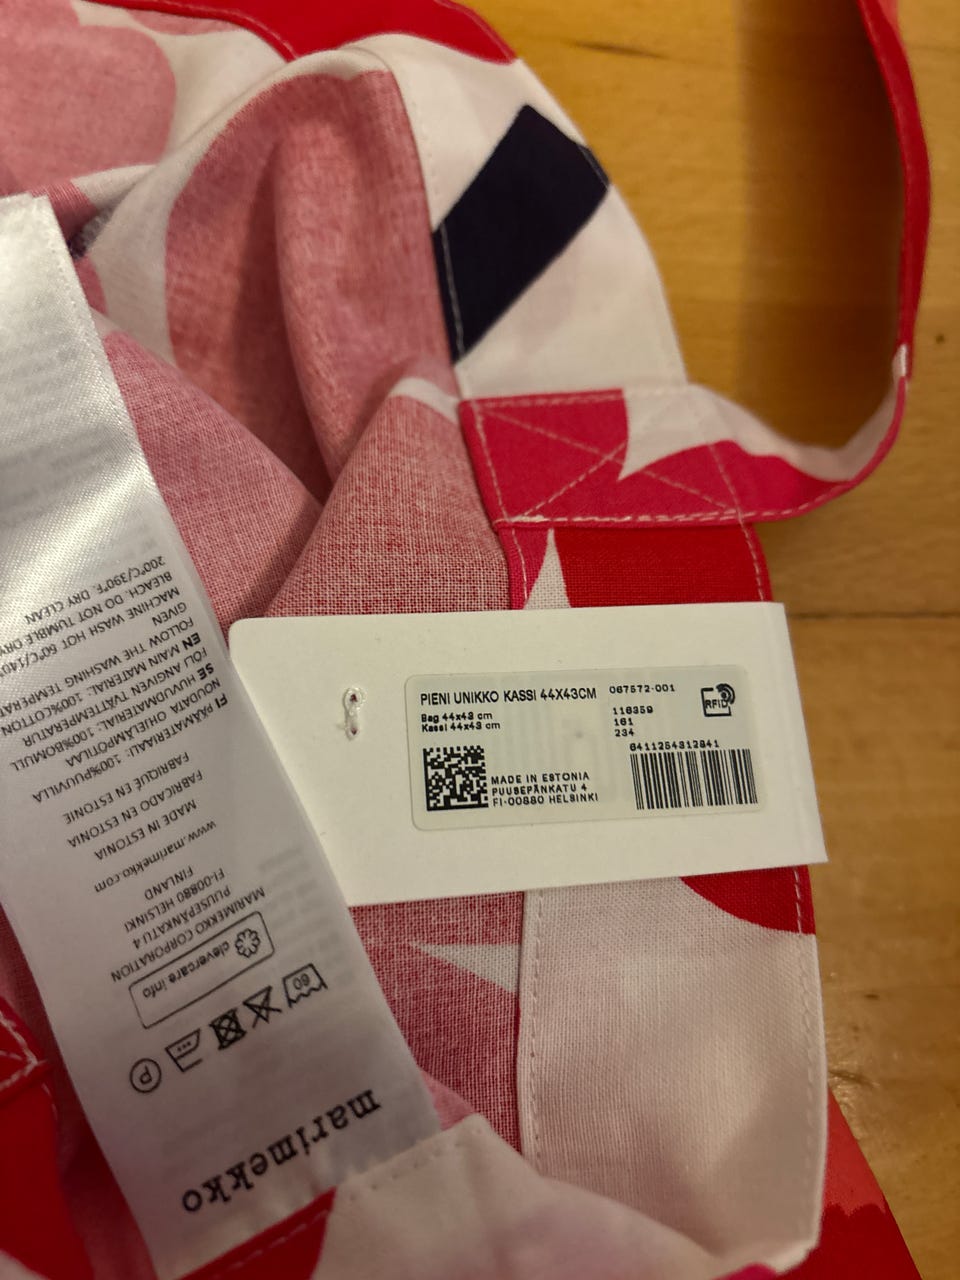 PIENI UNIKKO KASSI 44X43CM
067572-001
Bag 44x43 cm
Kassi 44x43 cm
116359
161
234
RFID
6411254312841
MADE IN ESTONIA
PUUSEPÄNKATU 4
FI-00880 HELSINKI
marimekko
P
60
clevercare info
MARIMEKKO CORPORATION
PUUSEPÄNKATU 4
FI-00880 HELSINKI
FINLAND
www.marimekko.com
MADE IN ESTONIA
FABRICADO EN ESTONIA
FABRIQUÉ EN ESTONIE
FI PÄÄMATERIAALI: 100%PUUVILLA
NOUDATA OHJELÄMPÖTILAA
SE HUVUDMATERIAL: 100%BOMULL
FÖLJ ANGIVEN TVÄTTEMPERATUR
EN MAIN MATERIAL: 100%COTTON
FOLLOW THE WASHING
GIVEN
MACHINE WASH HOT 60°C
BLEACH. DO NOT TUMBLE DRY
200°C/390°F. DRY CLEAN